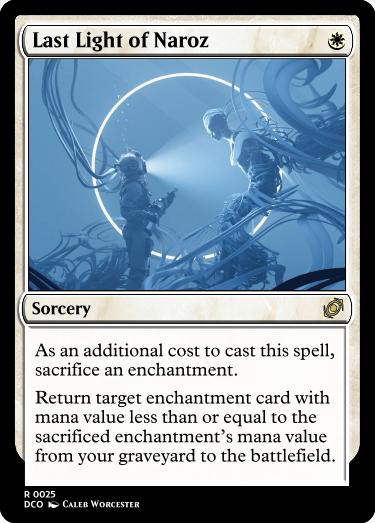 Last Light of Naroz
Sorcery
As an additional cost to cast this spell,
sacrifice an enchantment.
Return target enchantment card with
mana value less than or equal to the
sacrificed enchantment's mana value
from your graveyard to the battlefield.
R 0025
DCO Caleb Worcester